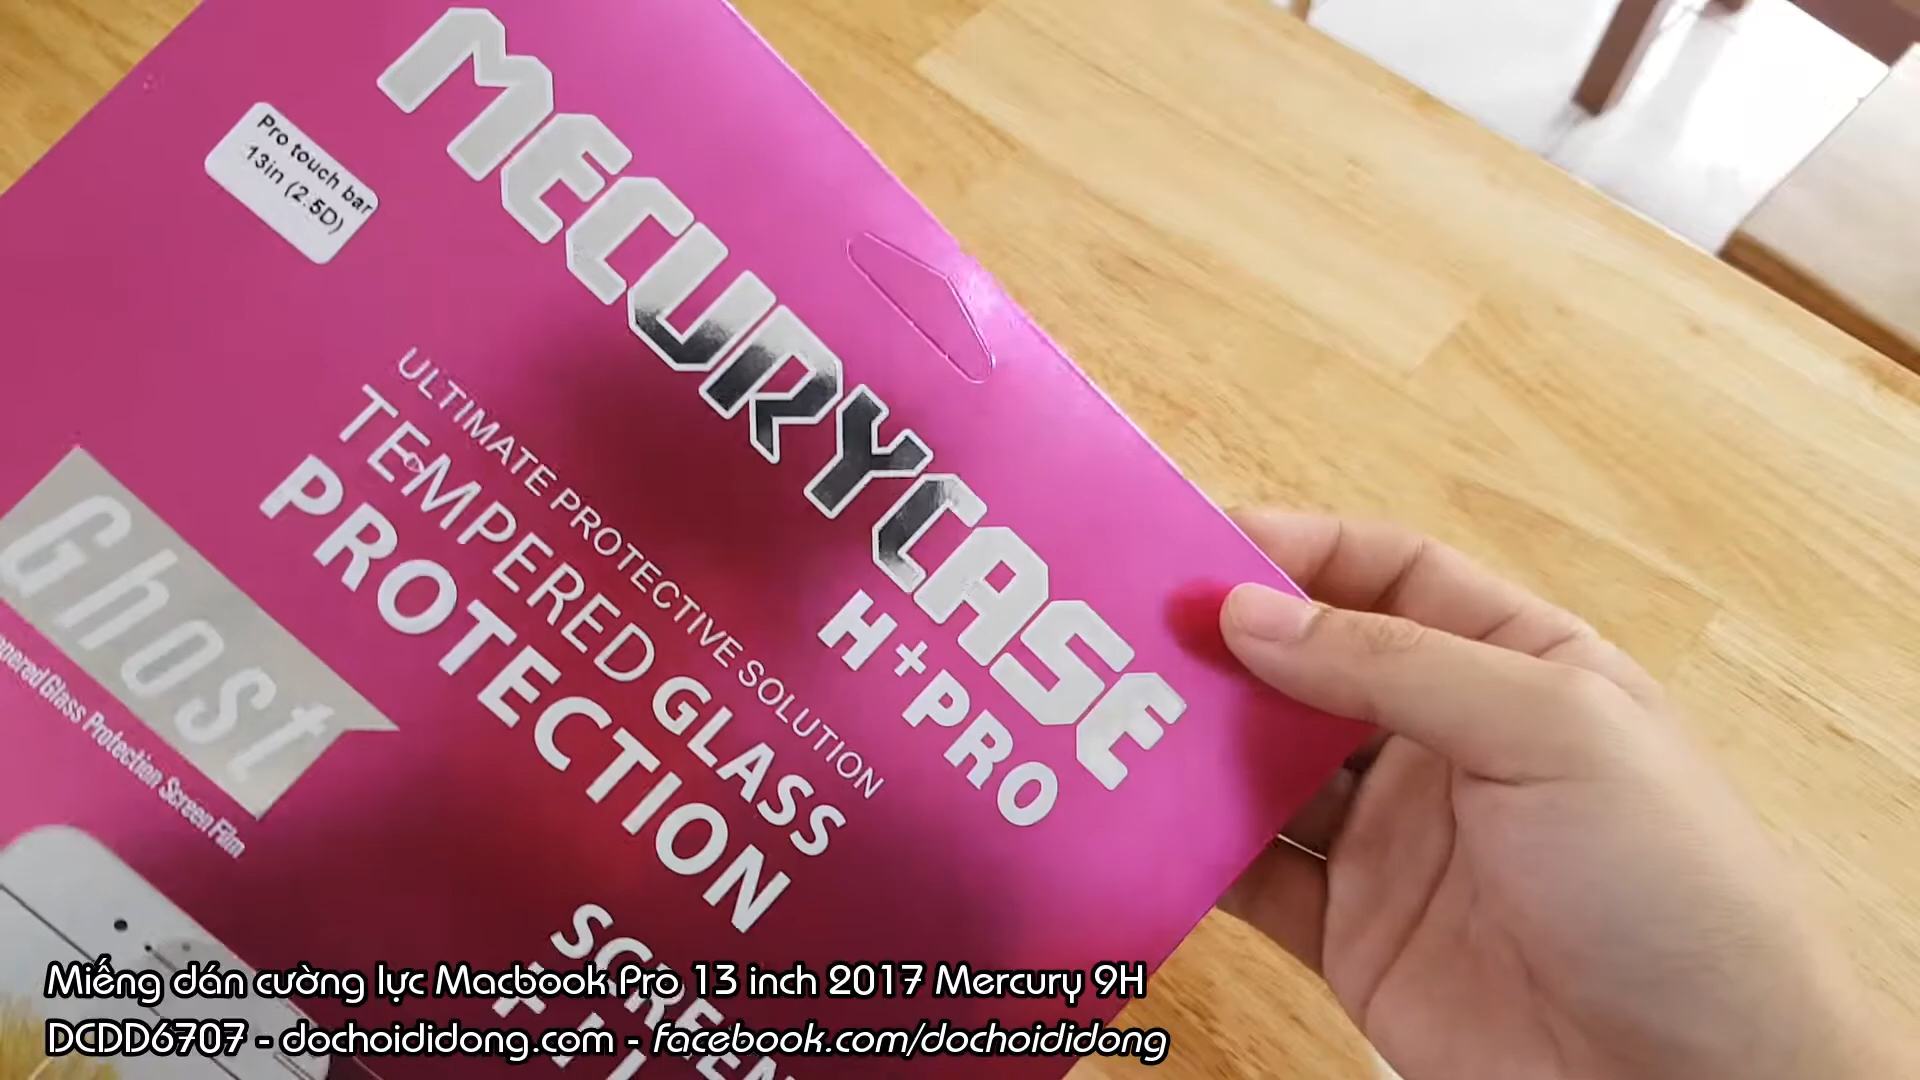 MECURYCASE
H+PRO
Pro touch bar
13in (2.5D)
ULTIMATE PROTECTIVE SOLUTION
TEMPERED GLASS
PROTECTION
SCREEN
Ghost
Glass Protection Screen Film
Miếng dán cường lực Macbook Pro 13 inch 2017 Mercury 9H
DCDD6707 - dochoididong.com - facebook.com/dochoididong